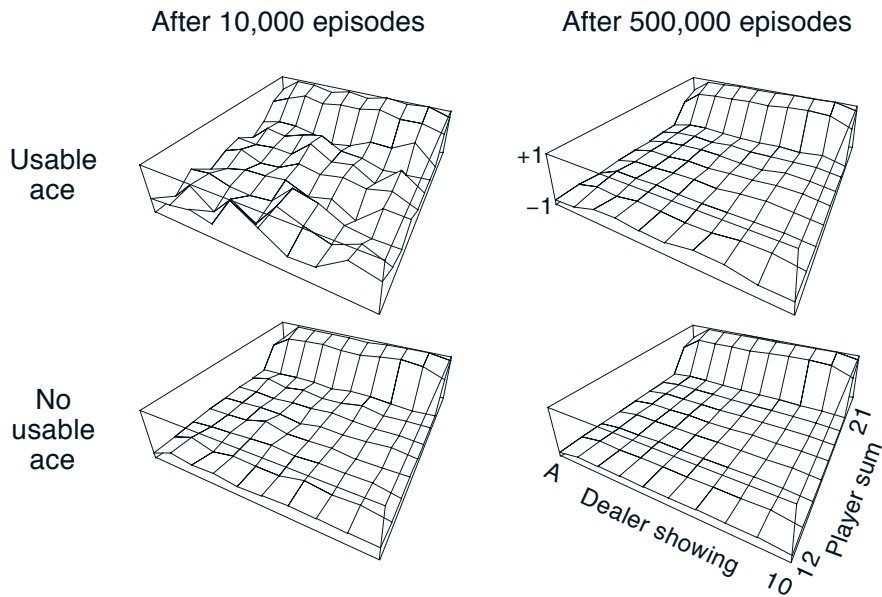 After 10,000 episodes
After 500,000 episodes
Usable
ace
+1
−1
No
usable
ace
A
Dealer showing
10
12
Player sum
21